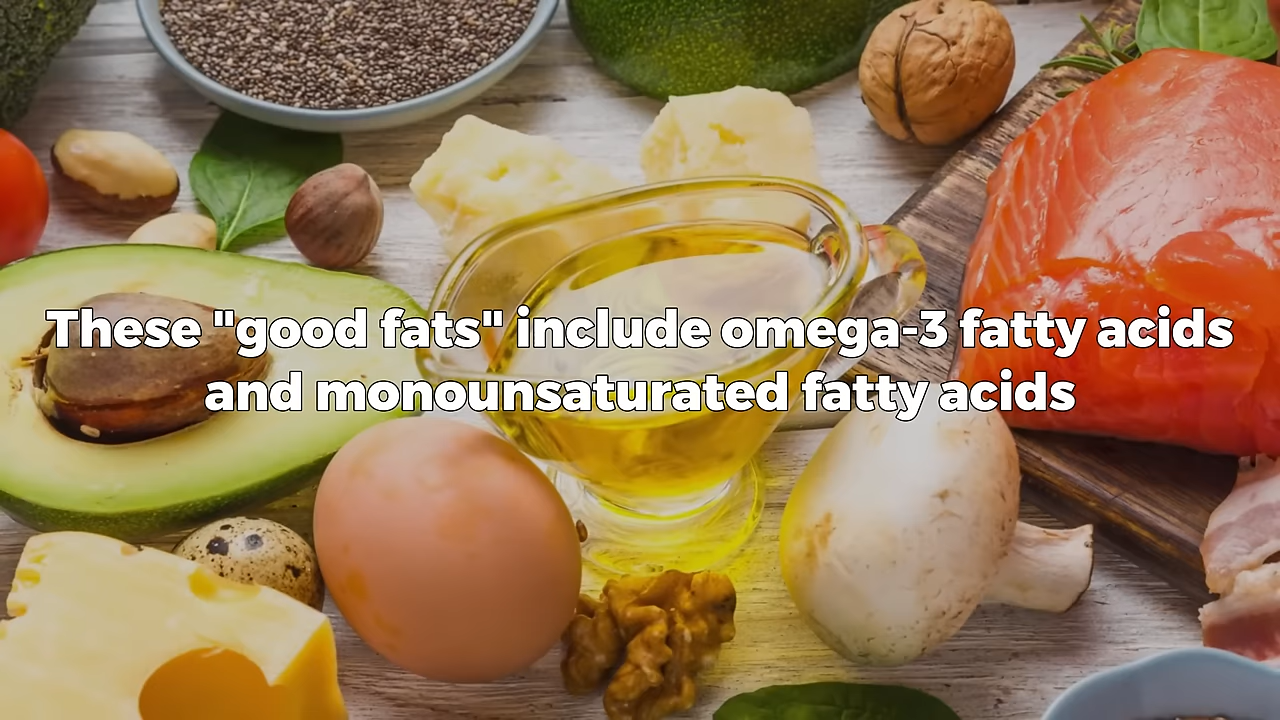 These "good fats" include omega-3 fatty acids
and monounsaturated fatty acids